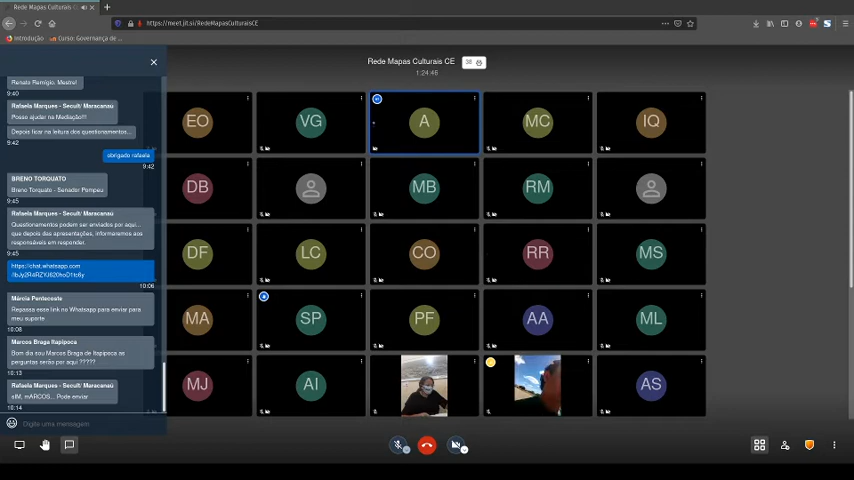 Rede Mapas Culturais C
https://meet.jit.si/RedeMapasCulturaisCE
Introdução
Curso: Governança de ...
Rede Mapas Culturais CE
38
1:24:46
Renato Remigio, Mestre!
9:40
Rafaela Marques - Secult/ Maracanaú
Posso ajudar na Mediação!!!
Depois ficar na leitura dos questionamentos...
9:42
obrigado rafaela
9:42
BRENO TORQUATO
Breno Torquato - Senador Pompeu
9:45
Rafaela Marques - Secult/ Maracanaú
Questionamentos podem ser enviados por aqui...
que depois das apresentações, informaremos aos
responsáveis em responder.
9:45
https://chat.whatsapp.com
10:06
Márcia Pentecoste
Repassa esse link no Whatsapp para enviar para
meu suporte
10:08
Marcos Braga Itapipoca
Bom dia sou Marcos Braga de Itapipoca as
perguntas serão por aqui ?????
10:13
Rafaela Marques - Secult/ Maracanaú
sIM, mARCOS... Pode enviar
10:14
Digite uma mensagem
EO
VG
A
MC
IQ
DB
MB
RM
DF
LC
CO
RR
MS
MA
SP
PF
AA
ML
MJ
AI
AS